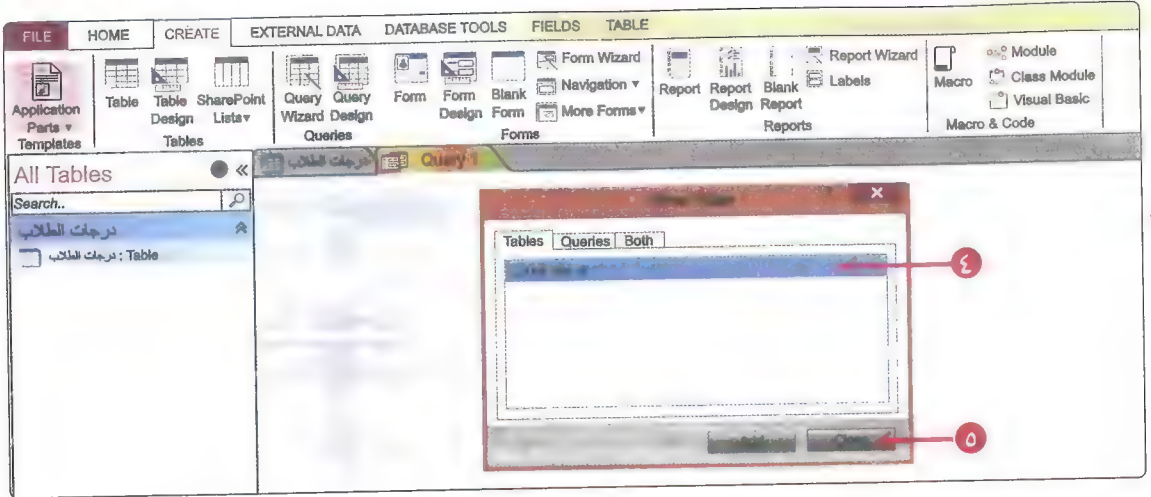 FILE HOME CREATE EXTERNAL DATA DATABASE TOOLS FIELDS TABLE
Application Parts
Templates
Table
Table Design
SharePoint Lists
Tables
Query Wizard
Query Design
Queries
Form
Form Design
Blank Form
Form Wizard
Navigation
More Forms
Forms
Report
Report Design
Blank Report
Report Wizard
Labels
Reports
Macro
Module
Class Module
Visual Basic
Macro & Code
All Tables «
Search..
درجات الطلاب
درجات الطلاب : Table
درجات الطلاب
Query 1
Tables Queries Both
٤
Close
٥